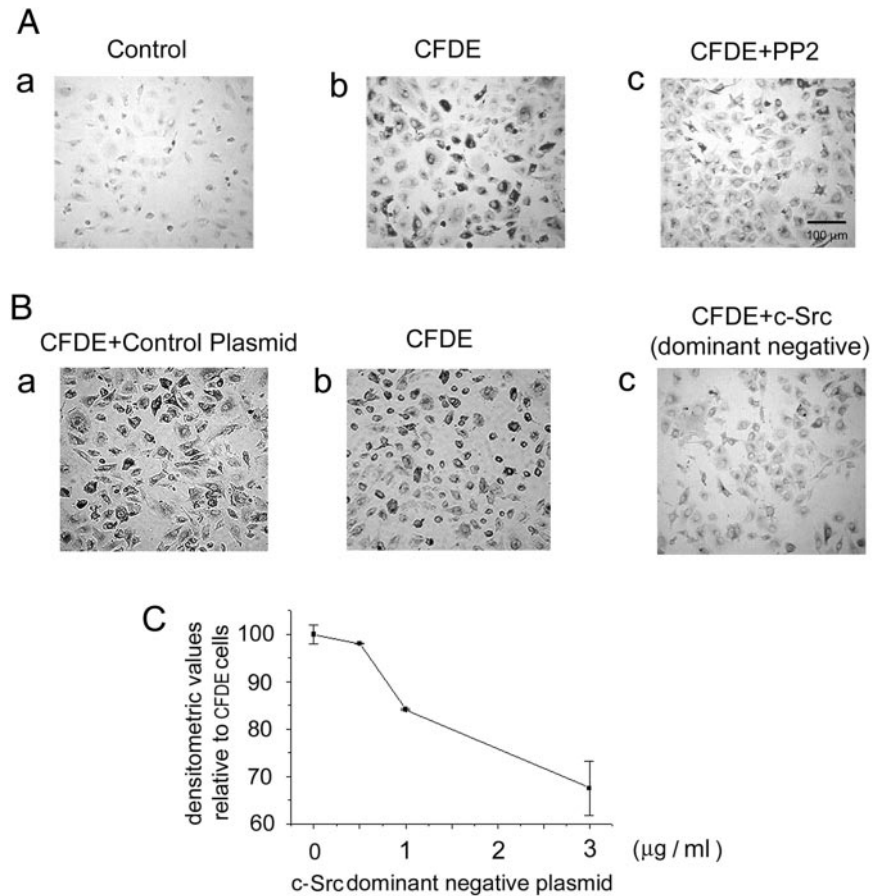 A
Control
CFDE
CFDE+PP2
a
b
c
100 μm
B
CFDE+Control Plasmid
CFDE
CFDE+c-Src
(dominant negative)
a
b
c
C
densitometric values
relative to CFDE cells
100
90
80
70
60
0
1
2
3
(μg / ml)
c-Src dominant negative plasmid